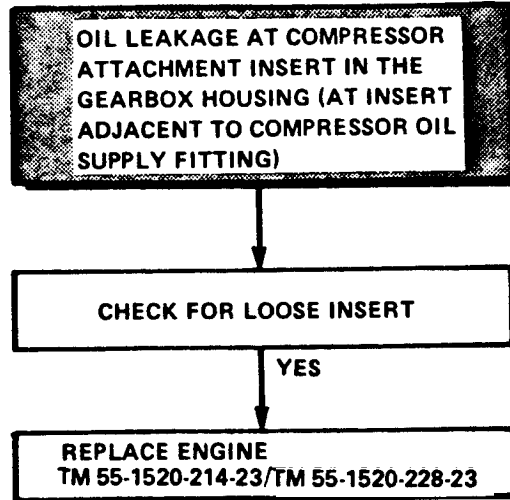 OIL LEAKAGE AT COMPRESSOR
ATTACHMENT INSERT IN THE
GEARBOX HOUSING (AT INSERT
ADJACENT TO COMPRESSOR OIL
SUPPLY FITTING)
CHECK FOR LOOSE INSERT
YES
REPLACE ENGINE
TM 55-1520-214-23/TM 55-1520-228-23